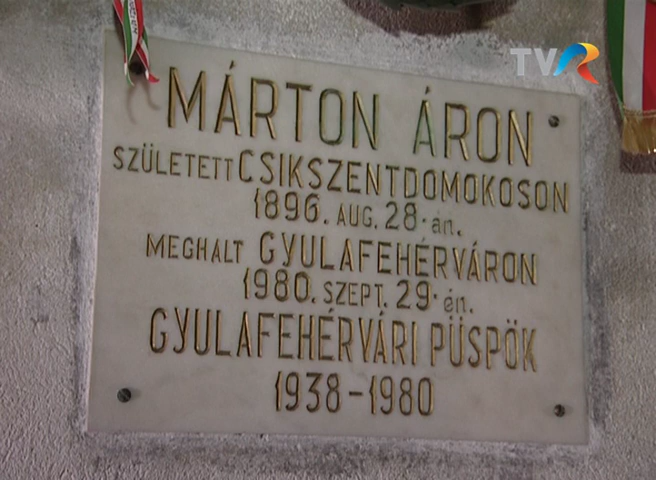 TVR
MÁRTON ÁRON
SZÜLETETT CSIKSZENTDOMOKOSON
1896. AUG. 28. án.
MEGHALT GYULAFEHÉRVÁRON
1980. SZEPT. 29. én.
GYULAFEHÉRVÁRI PÜSPÖK
1938-1980